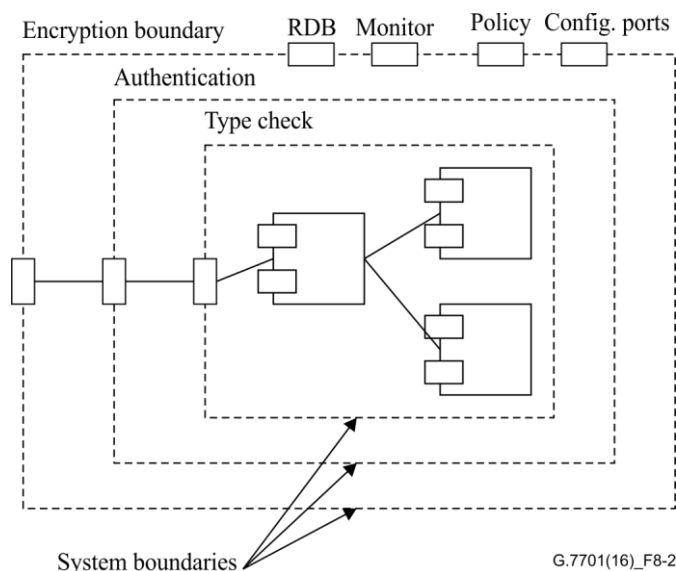 Encryption boundary
RDB Monitor Policy Config. ports
Authentication
Type check
System boundaries
G.7701(16)_F8-2